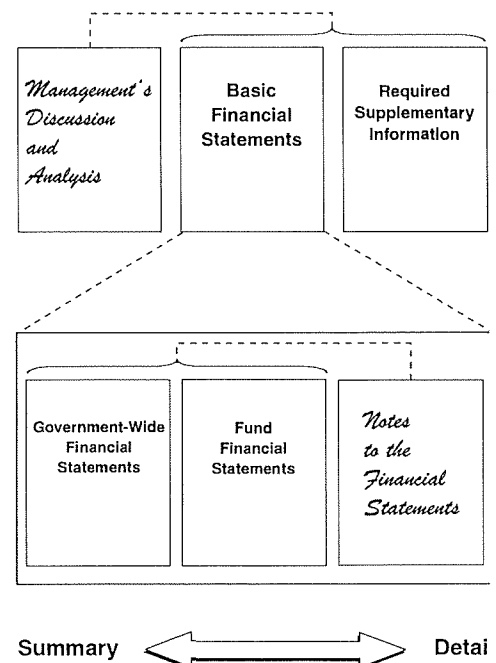 Management's
Discussion
and
Analysis
Basic
Financial
Statements
Required
Supplementary
Information
Government-Wide
Financial
Statements
Fund
Financial
Statements
Notes
to the
Financial
Statements
Summary
Detai